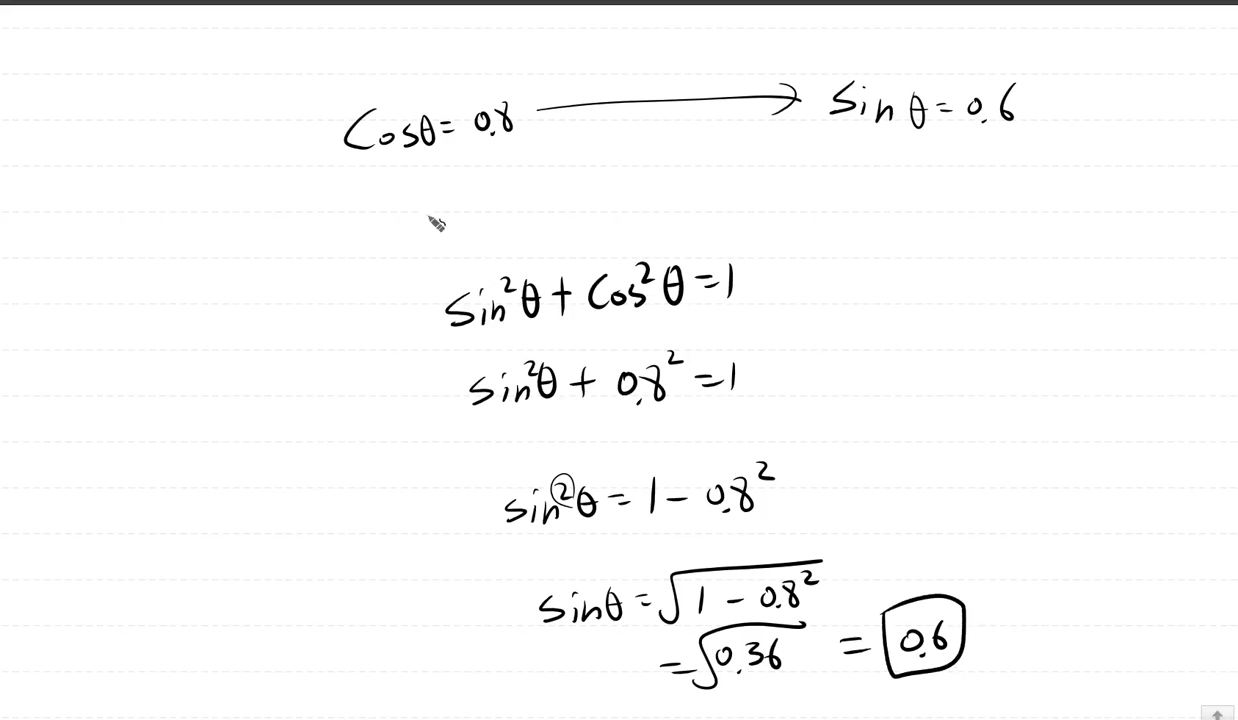 Cosθ = 0.8 → Sin θ = 0.6
sin²θ + Cos²θ = 1
sin²θ + 0.8² = 1
sin²θ = 1 - 0.8²
sinθ = √1 - 0.8²
= √0.36 = 0.6